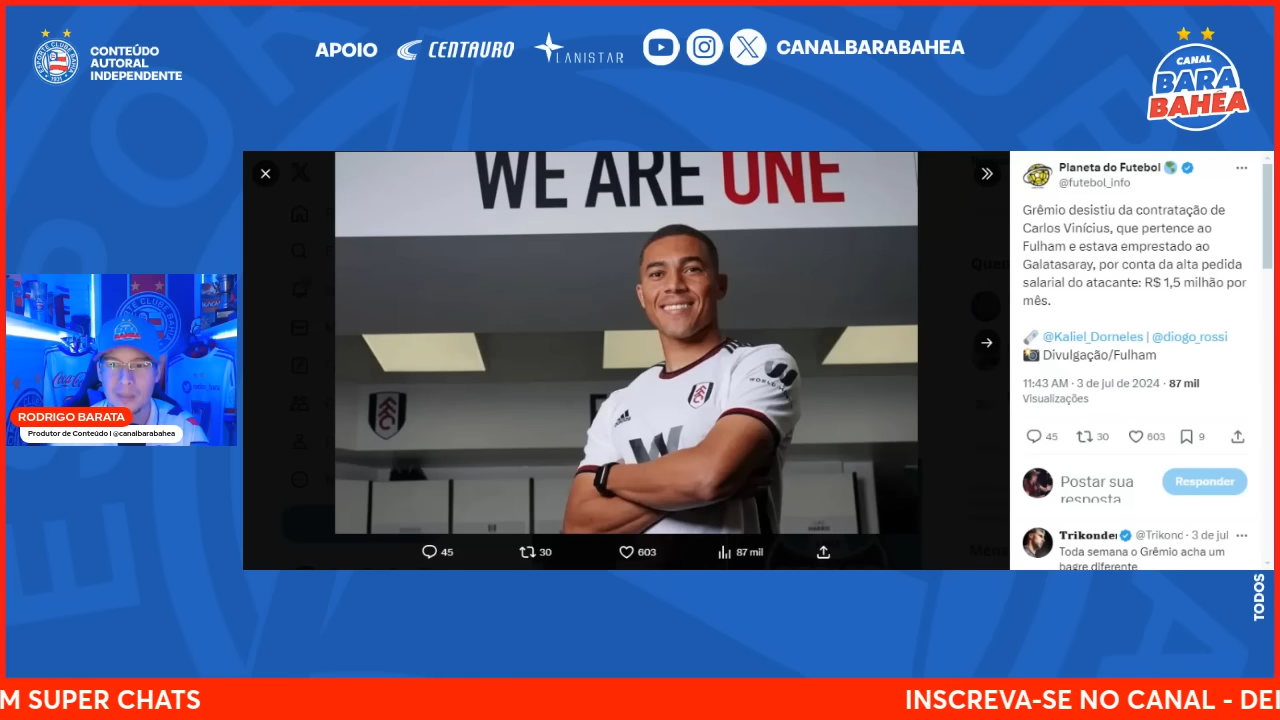 CONTEÚDO
AUTORAL
INDEPENDENTE
APOIO
CENTAURO
LANISTAR
CANALBARABAHEA
CANAL
BARA
BAHÊA
WE ARE ONE
Planeta do Futebol
@futebol_info
Grêmio desistiu da contratação de
Carlos Vinícius, que pertence ao
Fulham e estava emprestado ao
Galatasaray, por conta da alta pedida
salarial do atacante: R$ 1,5 milhão por
mês.
@Kaliel_Dorneles | @diogo_rossi
Divulgação/Fulham
11:43 AM · 3 de jul de 2024 · 87 mil
Visualizações
45 30 603 9
Postar sua
resposta
Responder
@Trikond · 3 de jul
Toda semana o Grêmio acha um
bagre diferente
45 30 603 87 mil
Coca-Cola
RODRIGO BARATA
Produtor de Conteúdo | @canalbarabahea
TODOS
M SUPER CHATS
INSCREVA-SE NO CANAL - DEI